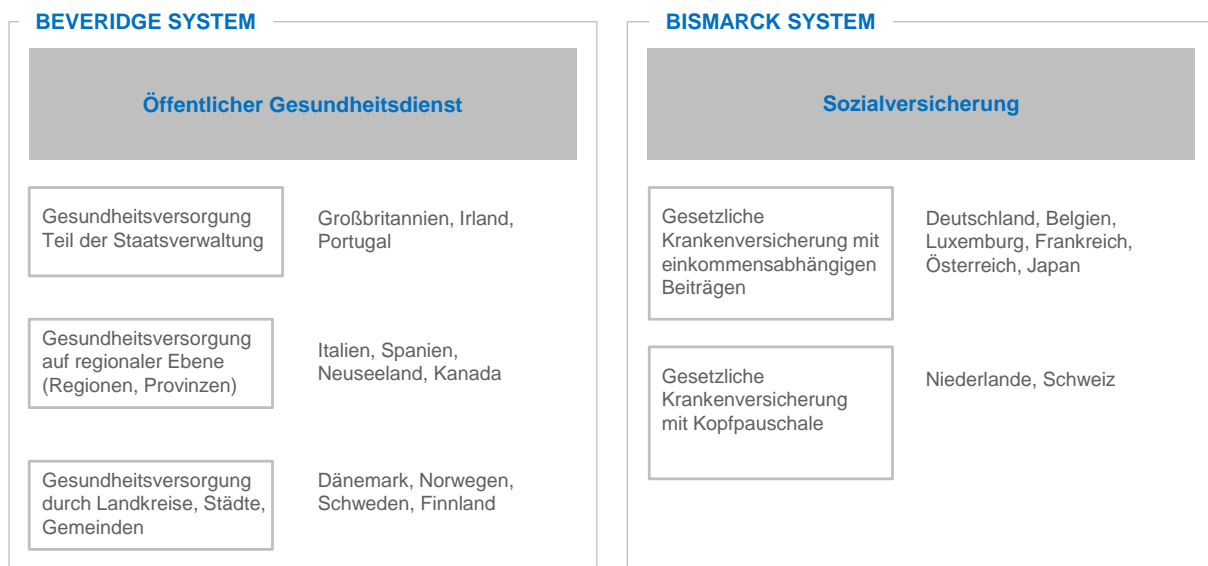 BEVERIDGE SYSTEM
Öffentlicher Gesundheitsdienst
Gesundheitsversorgung
Teil der Staatsverwaltung
Großbritannien, Irland,
Portugal
Gesundheitsversorgung
auf regionaler Ebene
(Regionen, Provinzen)
Italien, Spanien,
Neuseeland, Kanada
Gesundheitsversorgung
durch Landkreise, Städte,
Gemeinden
Dänemark, Norwegen,
Schweden, Finnland
BISMARCK SYSTEM
Sozialversicherung
Gesetzliche
Krankenversicherung mit
einkommensabhängigen
Beiträgen
Deutschland, Belgien,
Luxemburg, Frankreich,
Österreich, Japan
Gesetzliche
Krankenversicherung
mit Kopfpauschale
Niederlande, Schweiz